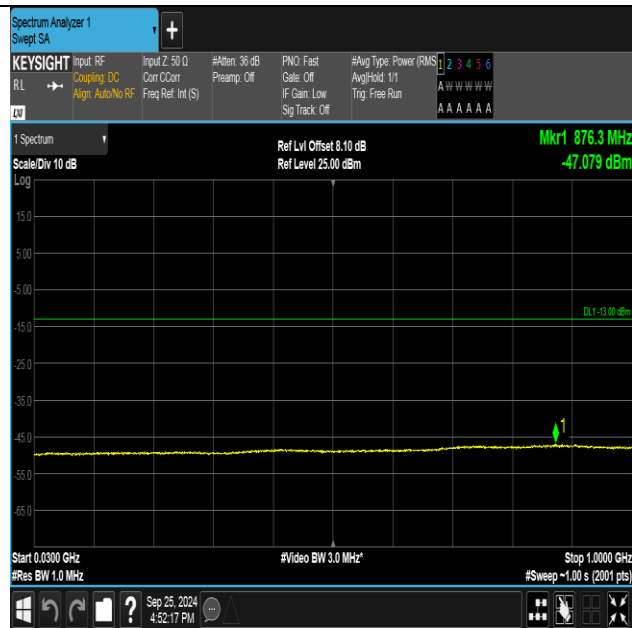 Spectrum Analyzer 1
Swept SA
+
KEYSIGHT
RL
LXI
Input: RF
Coupling: DC
Align: Auto/No RF
Input Z: 50 Ω
Corr CCorr
Freq Ref: Int (S)
#Atten: 36 dB
Preamp: Off
PNO: Fast
Gate: Off
IF Gain: Low
Sig Track: Off
#Avg Type: Power (RMS
Avg|Hold: 1/1
Trig: Free Run
1 2 3 4 5 6
A W W W W W
A A A A A A
1 Spectrum
Scale/Div 10 dB
Log
Ref Lvl Offset 8.10 dB
Ref Level 25.00 dBm
Mkr1 876.3 MHz
-47.079 dBm
15.0
5.00
-5.00
DL1 -13.00 dBm
-15.0
-25.0
-35.0
-45.0
1
-55.0
-65.0
Start 0.0300 GHz
#Video BW 3.0 MHz*
Stop 1.0000 GHz
#Res BW 1.0 MHz
#Sweep ~1.00 s (2001 pts)
?
Sep 25, 2024
4:52:17 PM